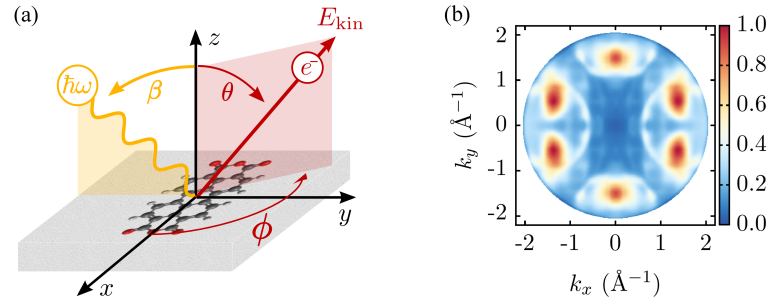 (a)
z
E_kin
ħω
β
θ
e⁻
y
ϕ
x
(b)
k_y (Å⁻¹)
2
1
0
-1
-2
-2 -1 0 1 2
k_x (Å⁻¹)
1.0
0.8
0.6
0.4
0.2
0.0